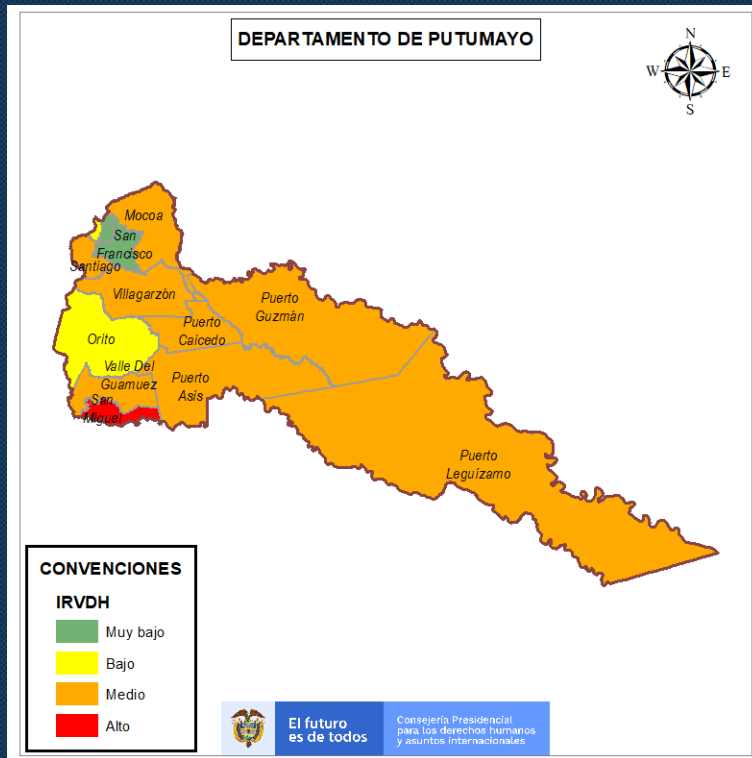 DEPARTAMENTO DE PUTUMAYO
N
W
E
S
Mocoa
San
Francisco
Santiago
Villagarzón
Puerto
Guzmán
Orito
Puerto
Caicedo
Valle Del
Guamuez
Puerto
Asís
San
Miguel
Puerto
Leguízamo
CONVENCIONES
IRVDH
Muy bajo
Bajo
Medio
Alto
El futuro
es de todos
Consejería Presidencial
para los derechos humanos
y asuntos internacionales